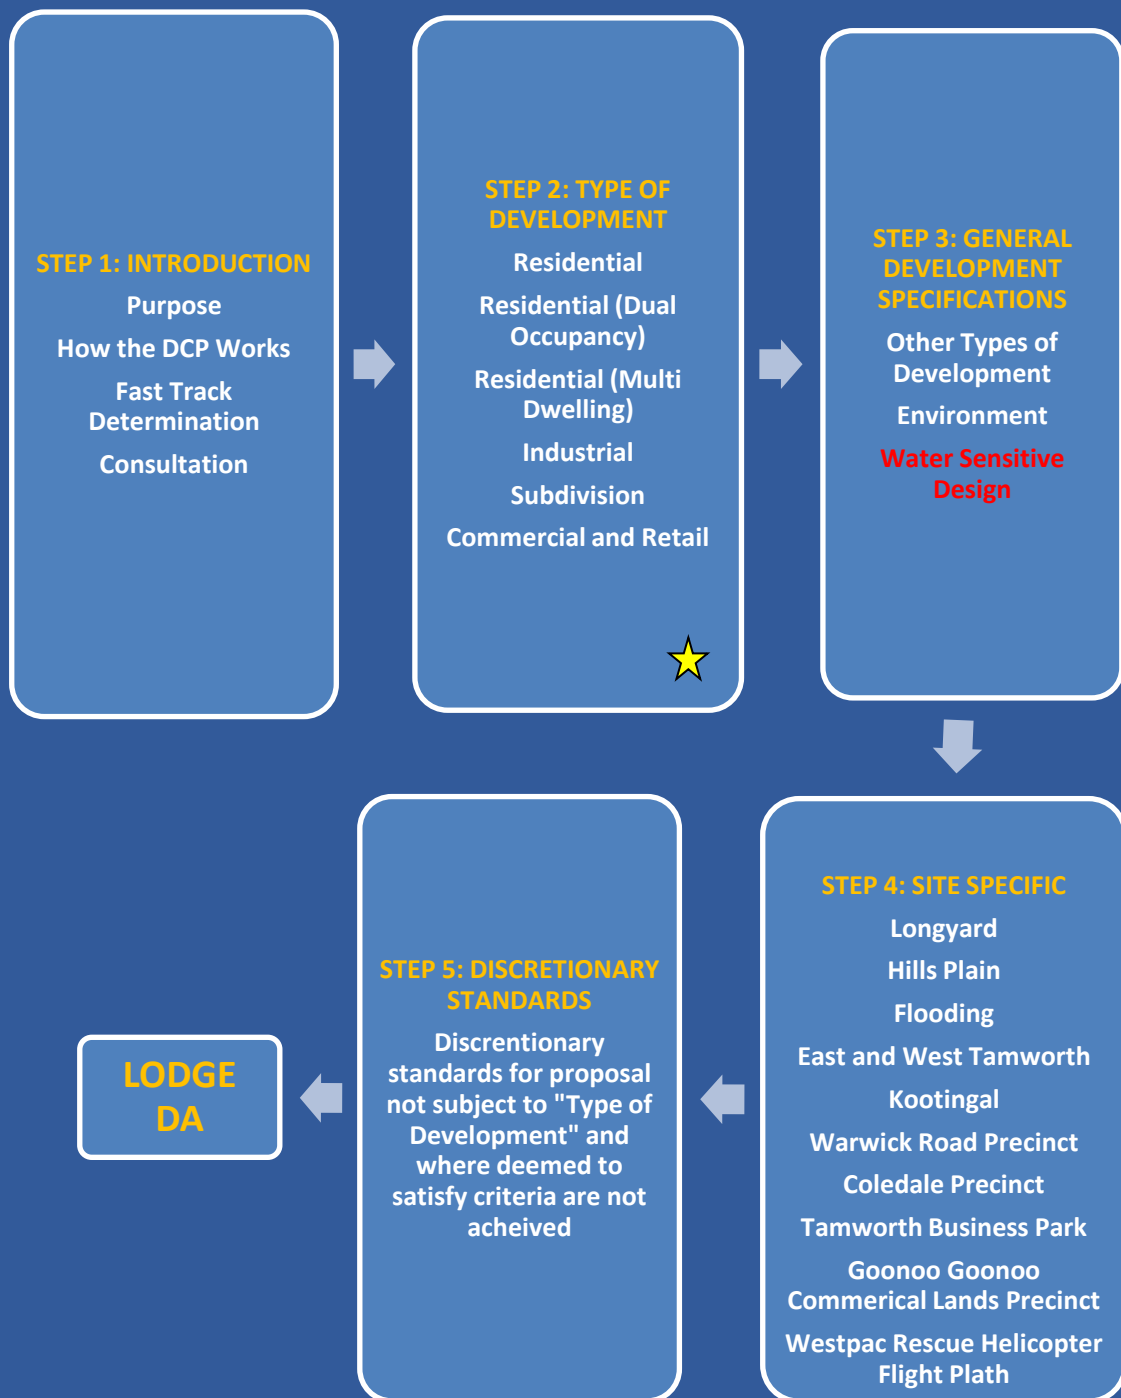 STEP 1: INTRODUCTION
Purpose
How the DCP Works
Fast Track
Determination
Consultation
STEP 2: TYPE OF
DEVELOPMENT
Residential
Residential (Dual
Occupancy)
Residential (Multi
Dwelling)
Industrial
Subdivision
Commercial and Retail
STEP 3: GENERAL
DEVELOPMENT
SPECIFICATIONS
Other Types of
Development
Environment
Water Sensitive
Design
STEP 4: SITE SPECIFIC
Longyard
Hills Plain
Flooding
East and West Tamworth
Kootingal
Warwick Road Precinct
Coledale Precinct
Tamworth Business Park
Goonoo Goonoo
Commerical Lands Precinct
Westpac Rescue Helicopter
Flight Plath
STEP 5: DISCRETIONARY
STANDARDS
Discrentionary
standards for proposal
not subject to "Type of
Development" and
where deemed to
satisfy criteria are not
acheived
LODGE
DA